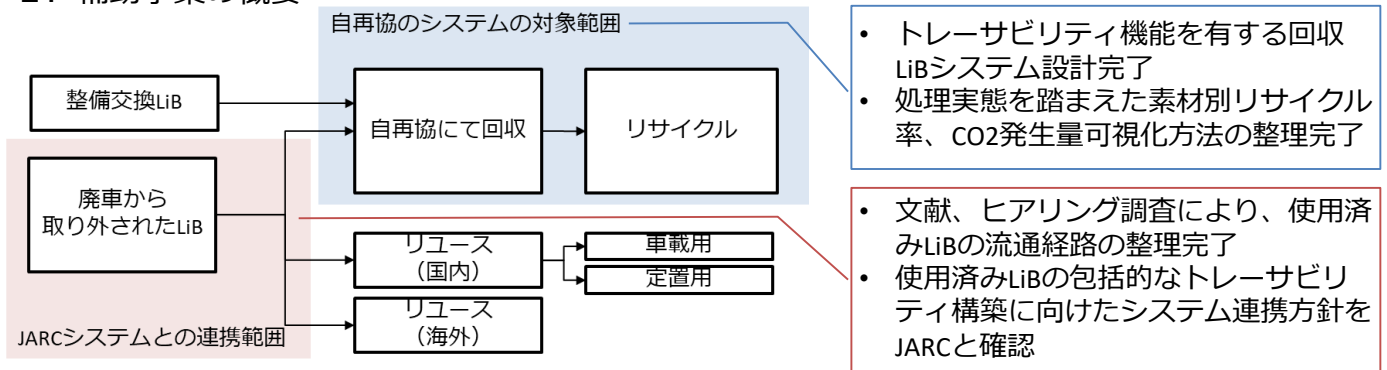 自再協のシステムの対象範囲
整備交換LiB
自再協にて回収
リサイクル
廃車から
取り外されたLiB
リユース
（国内）
車載用
定置用
リユース
（海外）
JARCシステムとの連携範囲
• トレーサビリティ機能を有する回収
LiBシステム設計完了
• 処理実態を踏まえた素材別リサイクル
率、CO2発生量可視化方法の整理完了
• 文献、ヒアリング調査により、使用済
みLiBの流通経路の整理完了
• 使用済みLiBの包括的なトレーサビリ
ティ構築に向けたシステム連携方針を
JARCと確認